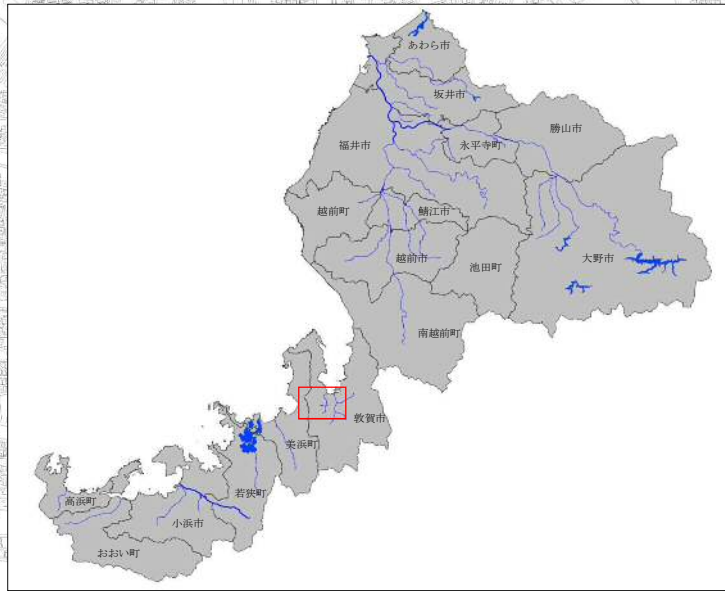 あわら市
坂井市
勝山市
福井市
永平寺町
越前町
鯖江市
越前市
池田町
大野市
南越前町
敦賀市
美浜町
若狭町
高浜町
小浜市
おおい町